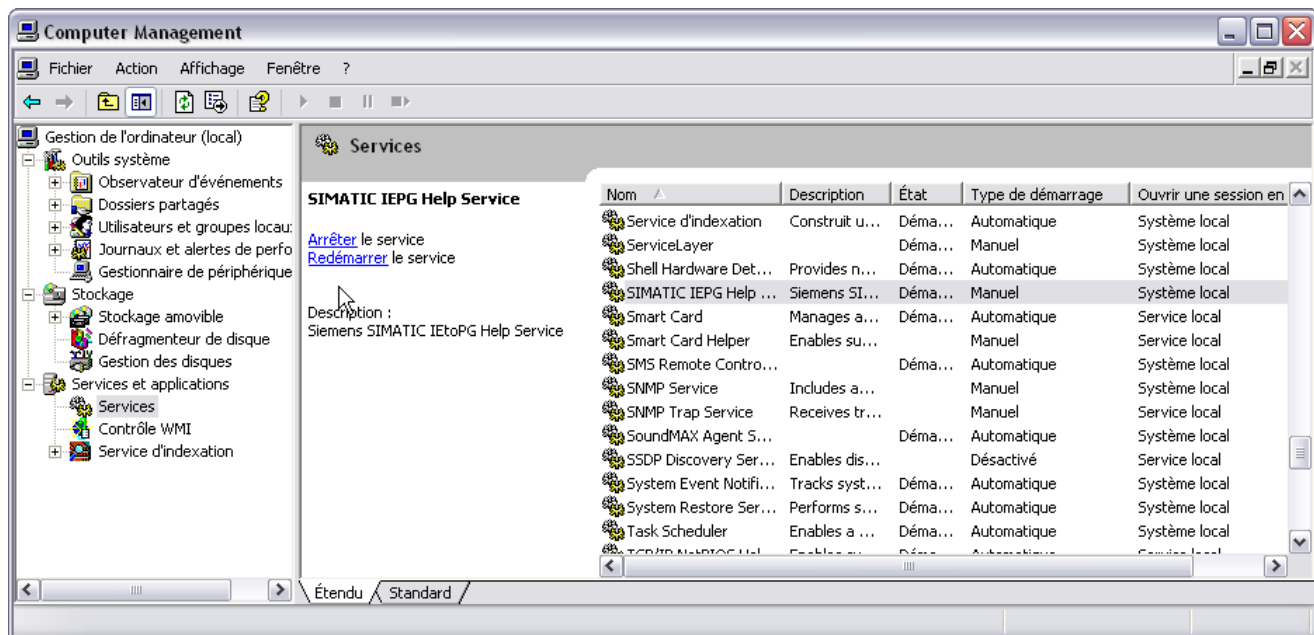 Computer Management
Fichier Action Affichage Fenêtre ?
Gestion de l'ordinateur (local)
Outils système
Observateur d'événements
Dossiers partagés
Utilisateurs et groupes locau
Journaux et alertes de perfo
Gestionnaire de périphérique
Stockage
Stockage amovible
Défragmenteur de disque
Gestion des disques
Services et applications
Services
Contrôle WMI
Service d'indexation
Services
SIMATIC IEPG Help Service
Arrêter le service
Redémarrer le service
Description :
Siemens SIMATIC IEtoPG Help Service
Nom Description État Type de démarrage Ouvrir une session en
Service d'indexation Construit u... Déma... Automatique Système local
ServiceLayer Déma... Manuel Système local
Shell Hardware Det... Provides n... Déma... Automatique Système local
SIMATIC IEPG Help ... Siemens SI... Déma... Manuel Système local
Smart Card Manages a... Déma... Automatique Service local
Smart Card Helper Enables su... Manuel Service local
SMS Remote Contro... Déma... Automatique Système local
SNMP Service Includes a... Manuel Système local
SNMP Trap Service Receives tr... Manuel Service local
SoundMAX Agent S... Déma... Automatique Système local
SSDP Discovery Ser... Enables dis... Désactivé Service local
System Event Notifi... Tracks syst... Déma... Automatique Système local
System Restore Ser... Performs s... Déma... Automatique Système local
Task Scheduler Enables a ... Déma... Automatique Système local
Étendu Standard